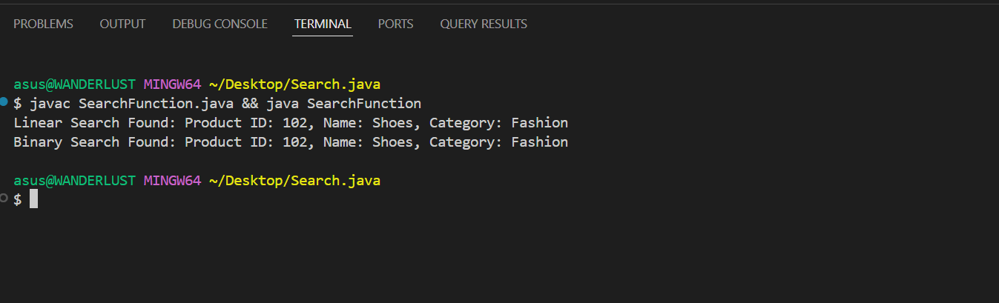 PROBLEMS OUTPUT DEBUG CONSOLE TERMINAL PORTS QUERY RESULTS
asus@WANDERLUST MINGW64 ~/Desktop/Search.java
$ javac SearchFunction.java && java SearchFunction
Linear Search Found: Product ID: 102, Name: Shoes, Category: Fashion
Binary Search Found: Product ID: 102, Name: Shoes, Category: Fashion
asus@WANDERLUST MINGW64 ~/Desktop/Search.java
$